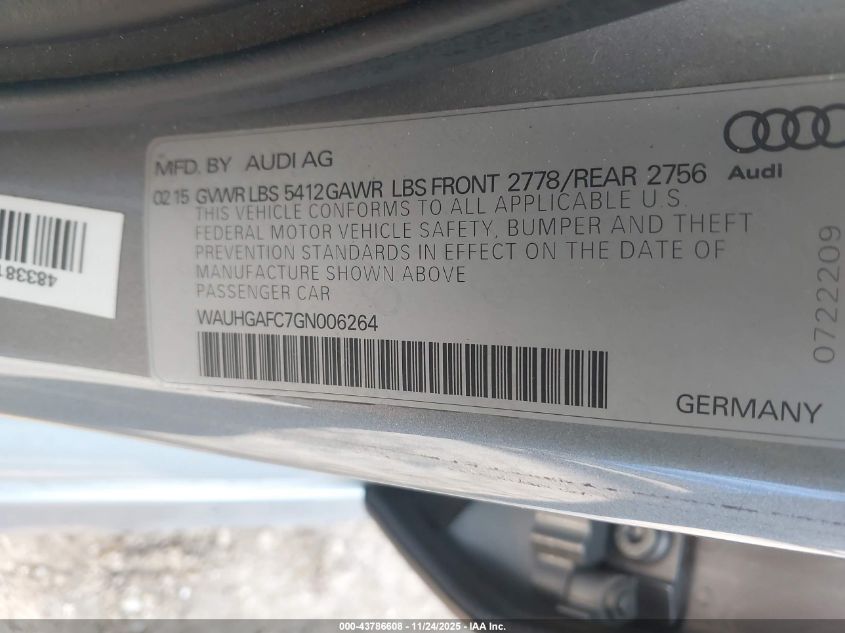 MFD. BY AUDI AG
02 15 GVWR LBS 5412 GAWR LBS FRONT 2778/REAR 2756
THIS VEHICLE CONFORMS TO ALL APPLICABLE U.S.
FEDERAL MOTOR VEHICLE SAFETY, BUMPER AND THEFT
PREVENTION STANDARDS IN EFFECT ON THE DATE OF
MANUFACTURE SHOWN ABOVE
PASSENGER CAR
WAUHGAFC7GN006264
Audi
0722209
GERMANY
000-43786608 - 11/24/2025 - IAA Inc.